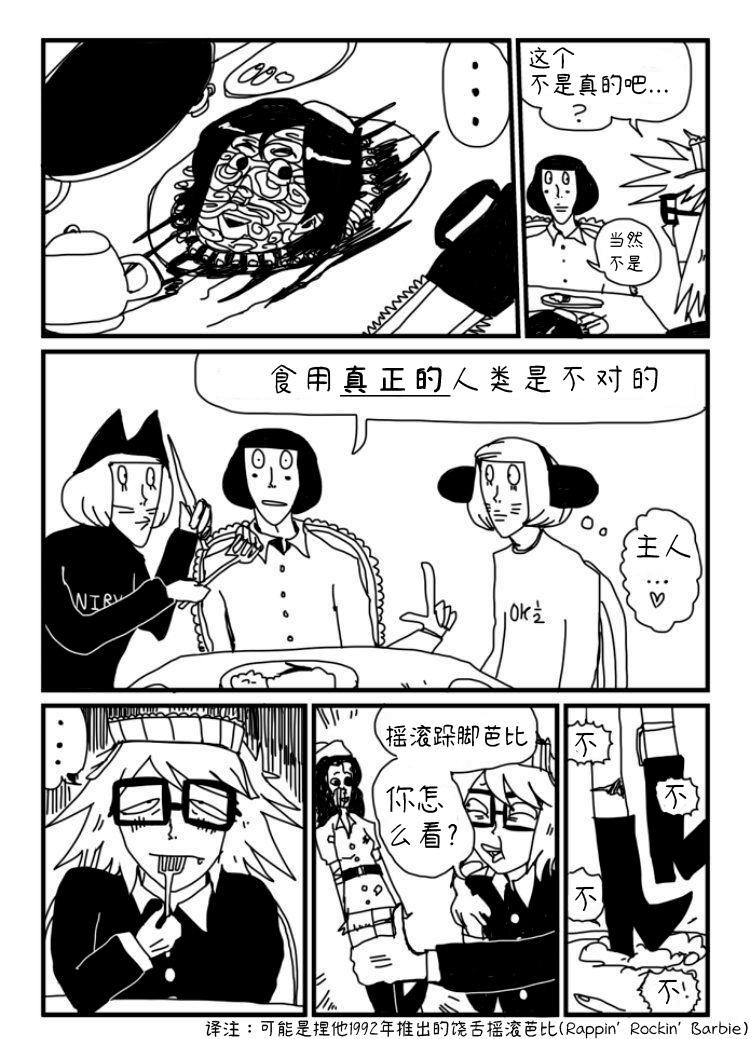 ...
这个
不是真的吧...
?
当然
不是
食用真正的人类是不对的
NIRV
OK½
主人
...
♡
...
摇滚跺脚芭比
你怎
么看?
不
不
不
不!
译注：可能是捏他1992年推出的饶舌摇滚芭比(Rappin' Rockin' Barbie)